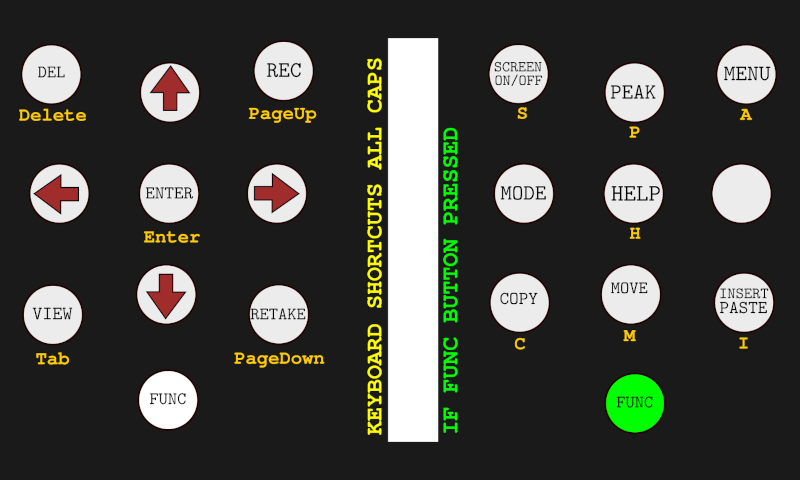 DEL
Delete
REC
PageUp
ENTER
Enter
VIEW
Tab
RETAKE
PageDown
FUNC
KEYBOARD SHORTCUTS ALL CAPS
IF FUNC BUTTON PRESSED
SCREEN
ON/OFF
S
PEAK
P
MENU
A
MODE
HELP
H
COPY
C
MOVE
M
INSERT
PASTE
I
FUNC